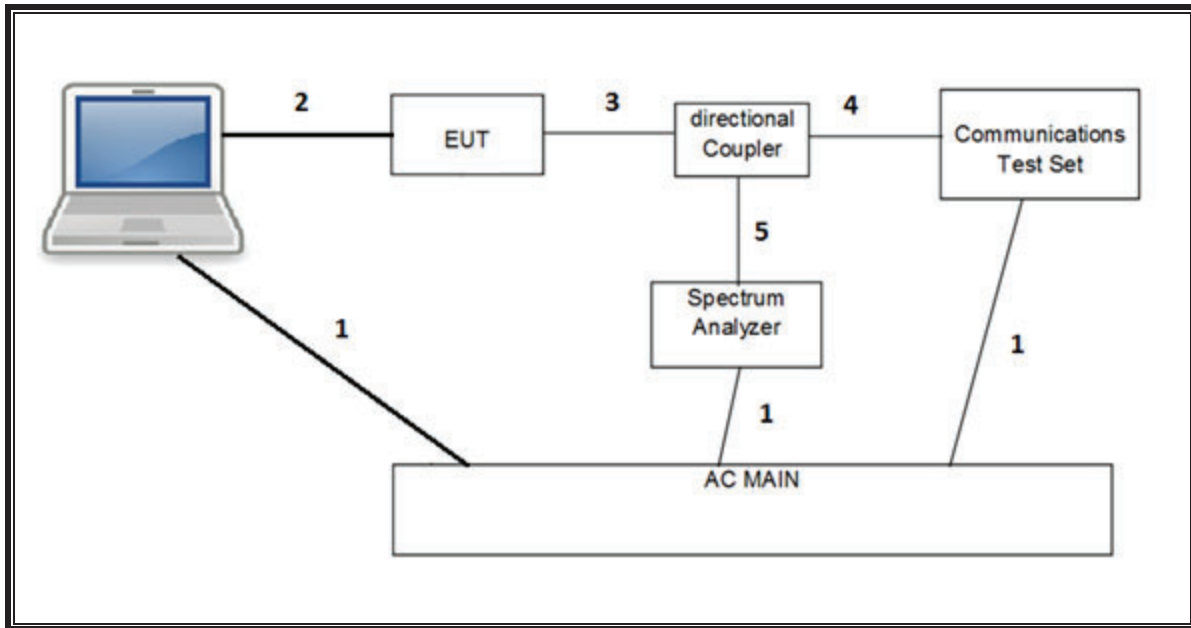 2
EUT
3
directional
Coupler
4
Communications
Test Set
5
Spectrum
Analyzer
1
1
1
AC MAIN